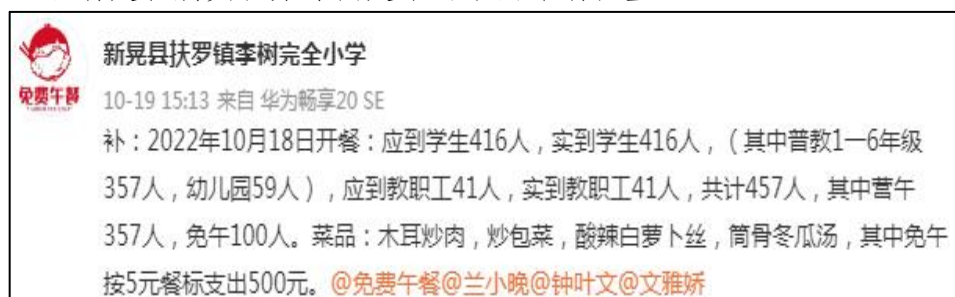 新晃县扶罗镇李树完全小学
免费午餐
10-19 15:13 来自 华为畅享20 SE
补：2022年10月18日开餐：应到学生416人，实到学生416人，（其中普教1一6年级
357人，幼儿园59人），应到教职工41人，实到教职工41人，共计457人，其中营午
357人，免午100人。菜品：木耳炒肉，炒包菜，酸辣白萝卜丝，筒骨冬瓜汤，其中免午
按5元餐标支出500元。@免费午餐@兰小晚@钟叶文@文雅娇